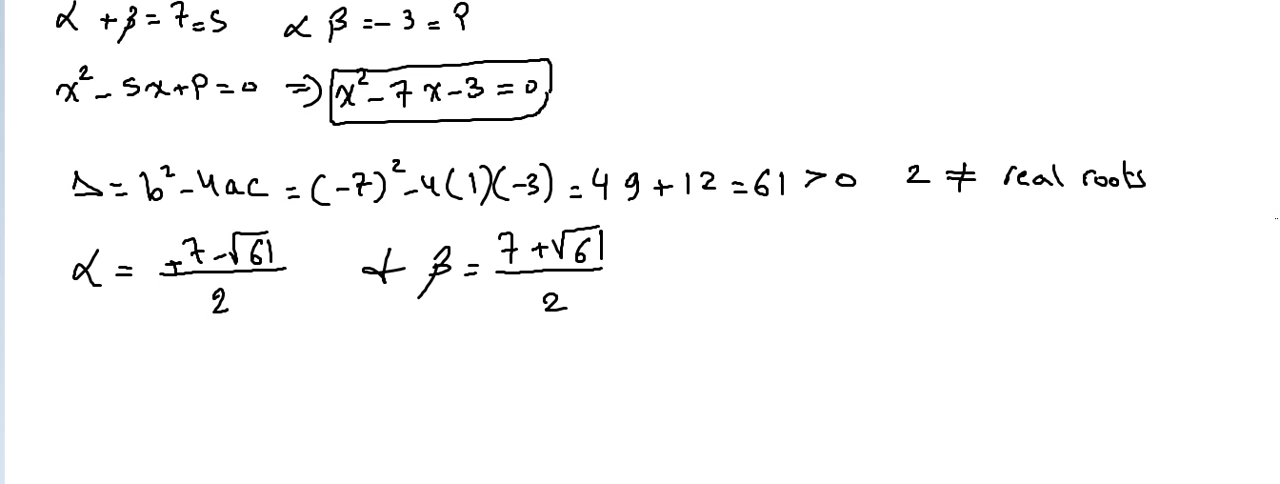 α + β = 7 = S α β = - 3 = P
x² - Sx + P = 0 ⇒ x² - 7x - 3 = 0
Δ = b² - 4ac = (-7)² - 4(1)(-3) = 49 + 12 = 61 > 0 2 ≠ real roots
α = +7 - √61 / 2 & β = 7 + √61 / 2